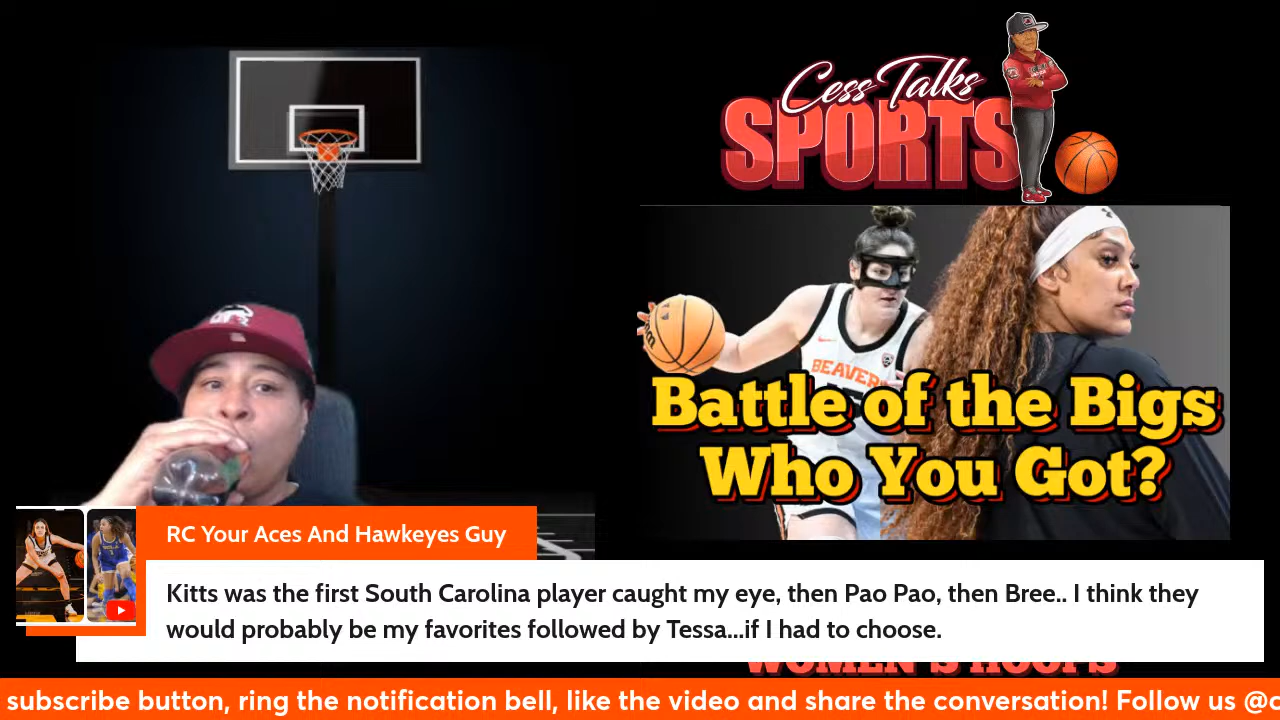 Cess Talks
SPORTS
BEAVERS
Battle of the Bigs
Who You Got?
RC Your Aces And Hawkeyes Guy
Kitts was the first South Carolina player caught my eye, then Pao Pao, then Bree.. I think they
would probably be my favorites followed by Tessa...if I had to choose.
WOMEN'S HOOPS
subscribe button, ring the notification bell, like the video and share the conversation! Follow us @c